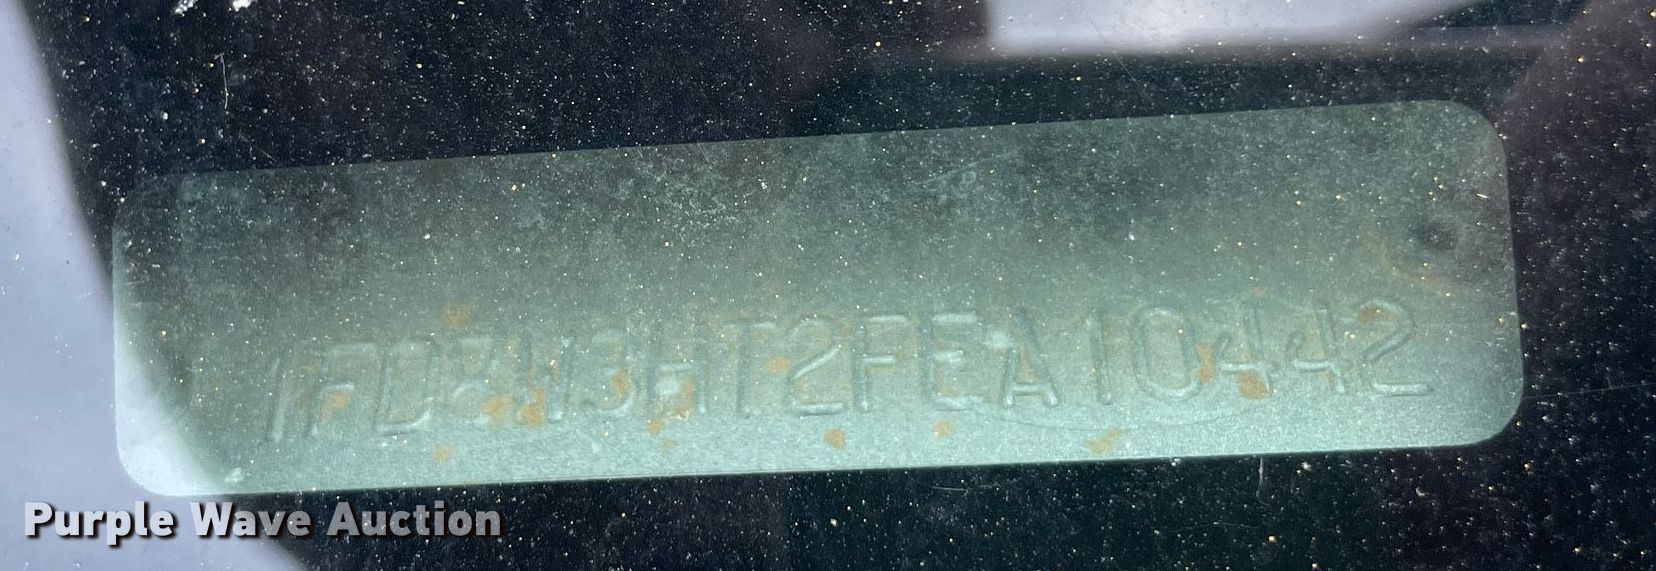 1FD8W3HT2FEA10442
Purple Wave Auction